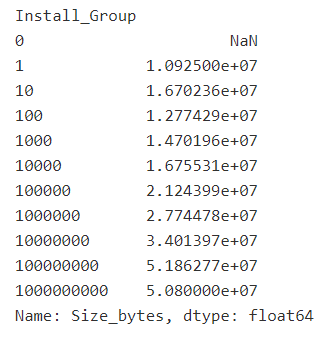 Install_Group
0 NaN
1 1.092500e+07
10 1.670236e+07
100 1.277429e+07
1000 1.470196e+07
10000 1.675531e+07
100000 2.124399e+07
1000000 2.774478e+07
10000000 3.401397e+07
100000000 5.186277e+07
1000000000 5.080000e+07
Name: Size_bytes, dtype: float64